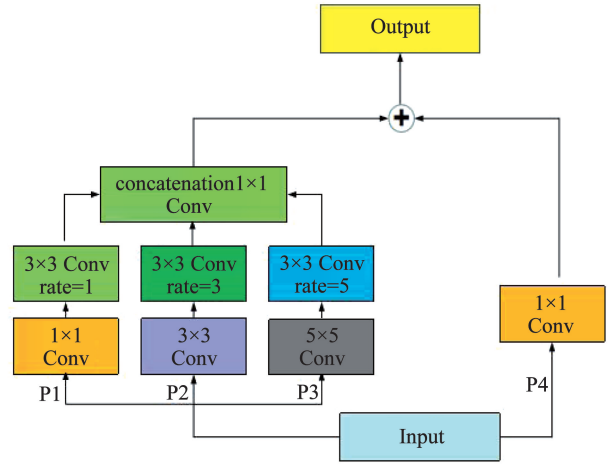 Output
+
concatenation1×1
Conv
3×3 Conv
rate=1
3×3 Conv
rate=3
3×3 Conv
rate=5
1×1
Conv
3×3
Conv
5×5
Conv
1×1
Conv
P1
P2
P3
P4
Input